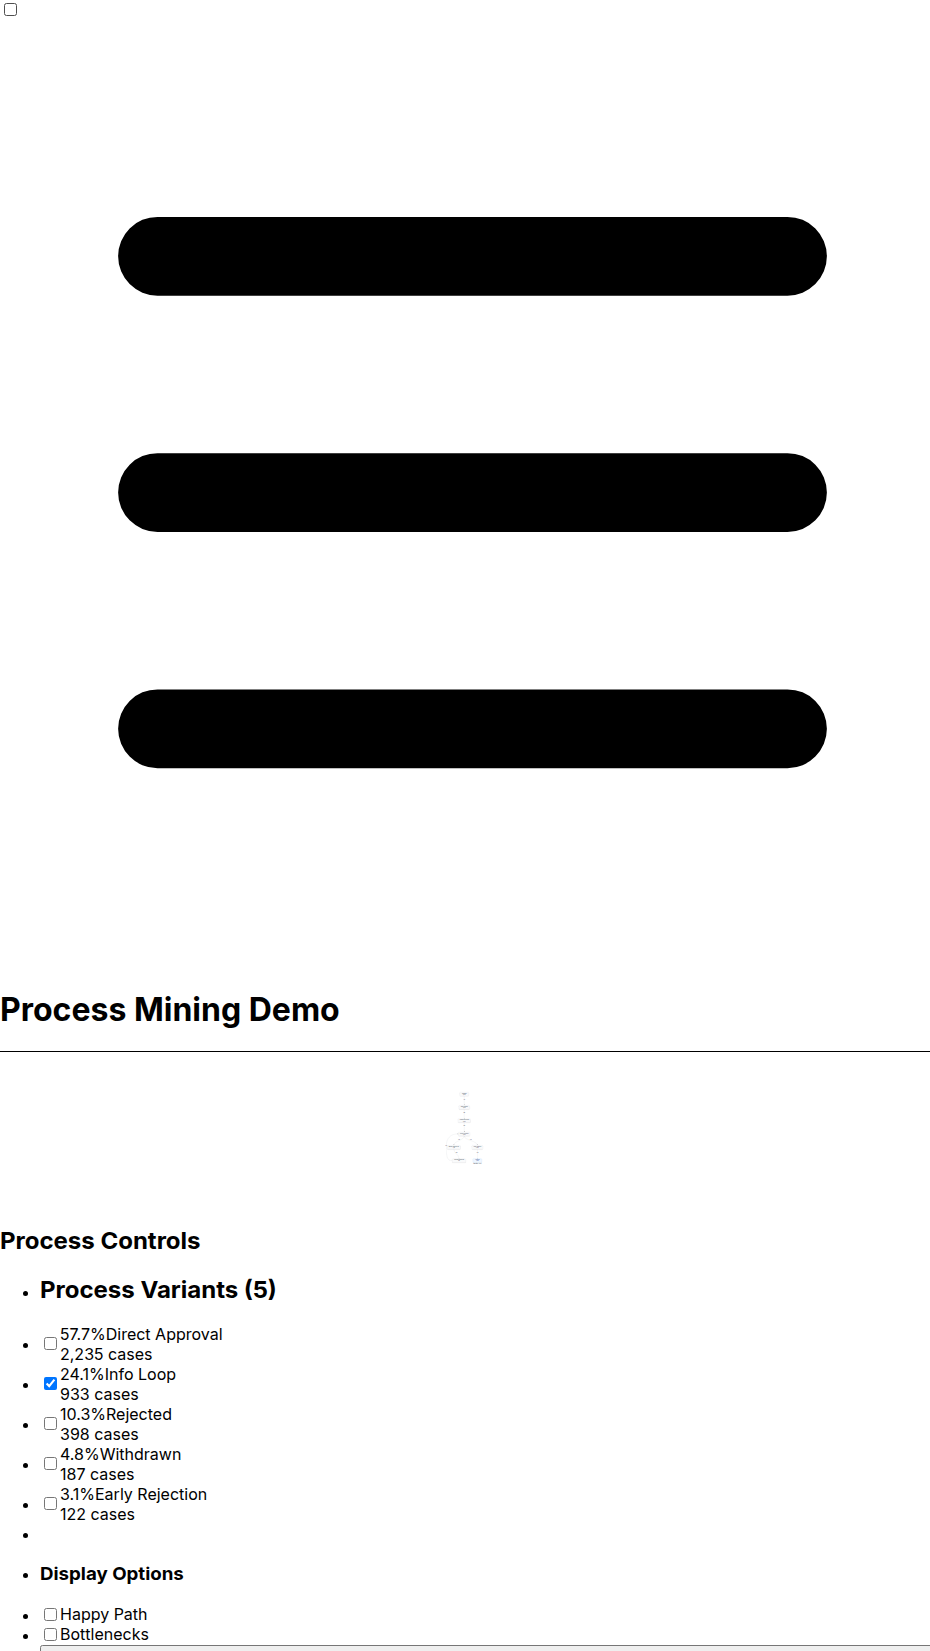 Process Mining Demo
Process Controls
Process Variants (5)
57.7%Direct Approval
2,235 cases
24.1%Info Loop
933 cases
10.3%Rejected
398 cases
4.8%Withdrawn
187 cases
3.1%Early Rejection
122 cases
Display Options
Happy Path
Bottlenecks